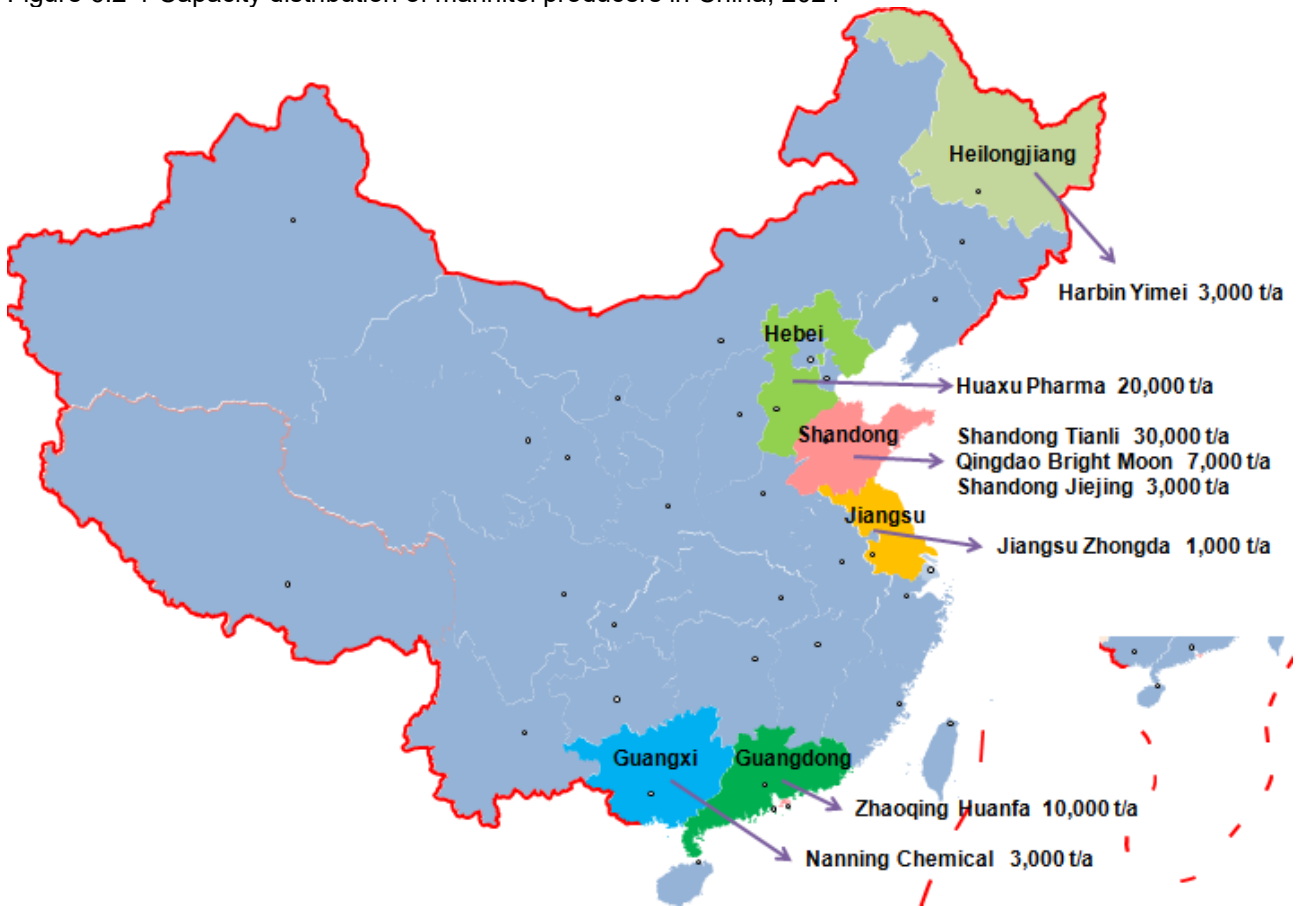 Heilongjiang
Harbin Yimei 3,000 t/a
Hebei
Huaxu Pharma 20,000 t/a
Shandong
Shandong Tianli 30,000 t/a
Qingdao Bright Moon 7,000 t/a
Shandong Jiejing 3,000 t/a
Jiangsu
Jiangsu Zhongda 1,000 t/a
Guangxi
Guangdong
Zhaoqing Huanfa 10,000 t/a
Nanning Chemical 3,000 t/a